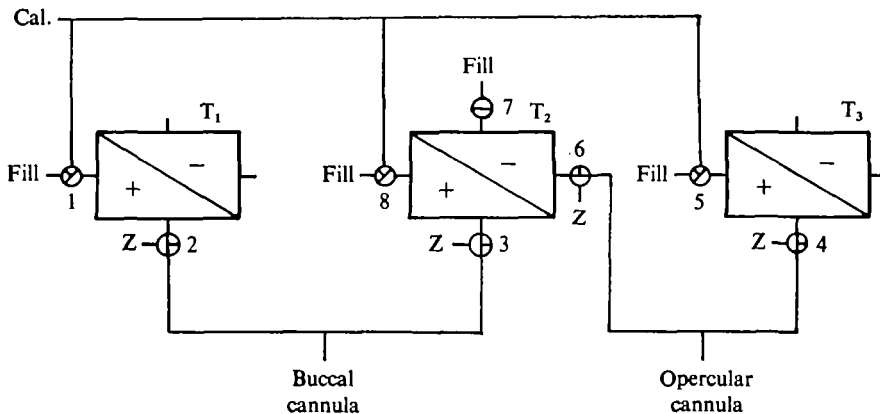 Cal.
Fill
T₁
7
T₂
6
T₃
Fill
1
+
−
Fill
8
+
−
Z
Fill
5
+
−
Z
2
Z
3
Z
4
Buccal
cannula
Opercular
cannula